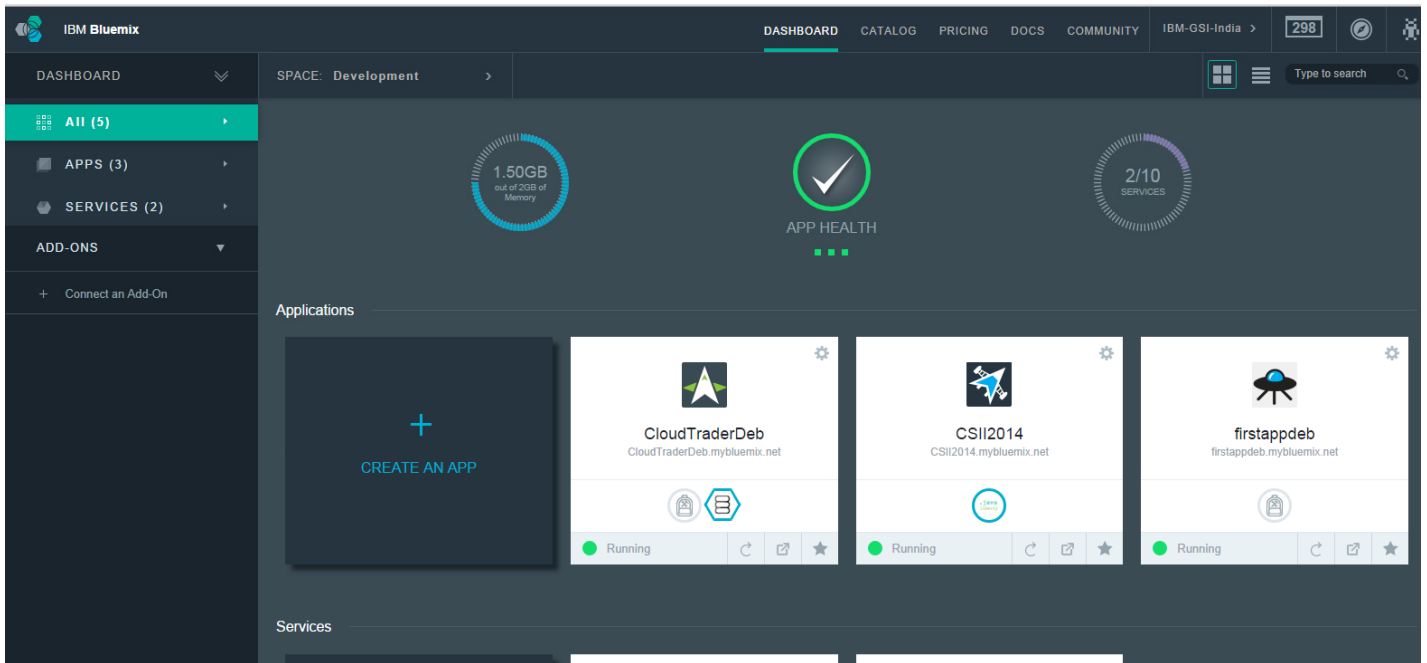 IBM Bluemix
DASHBOARD CATALOG PRICING DOCS COMMUNITY IBM-GSI-India > 298
DASHBOARD
SPACE: Development >
Type to search
All (5)
APPS (3)
SERVICES (2)
ADD-ONS
+ Connect an Add-On
1.50GB
out of 2GB of
Memory
APP HEALTH
2/10
SERVICES
Applications
+
CREATE AN APP
CloudTraderDeb
CloudTraderDeb.mybluemix.net
Running
CSII2014
CSII2014.mybluemix.net
Running
firstappdeb
firstappdeb.mybluemix.net
Running
Services